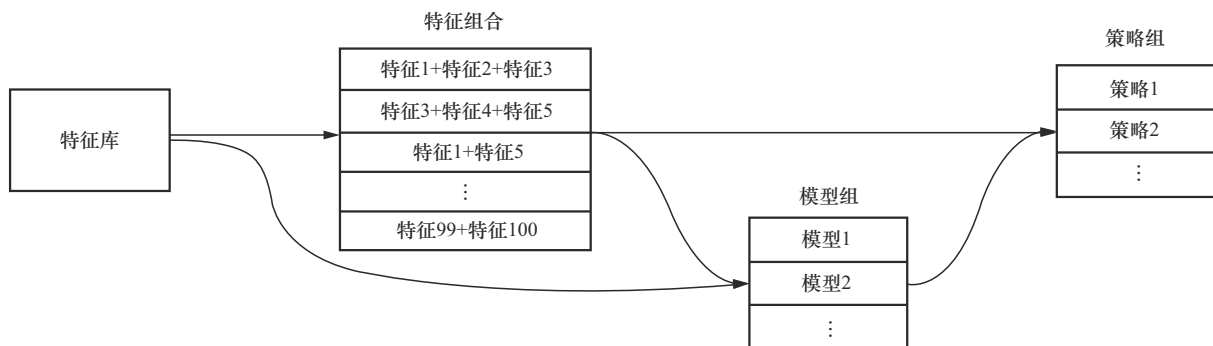 特征库
特征组合
特征1+特征2+特征3
特征3+特征4+特征5
特征1+特征5
⋮
特征99+特征100
模型组
模型1
模型2
⋮
策略组
策略1
策略2
⋮